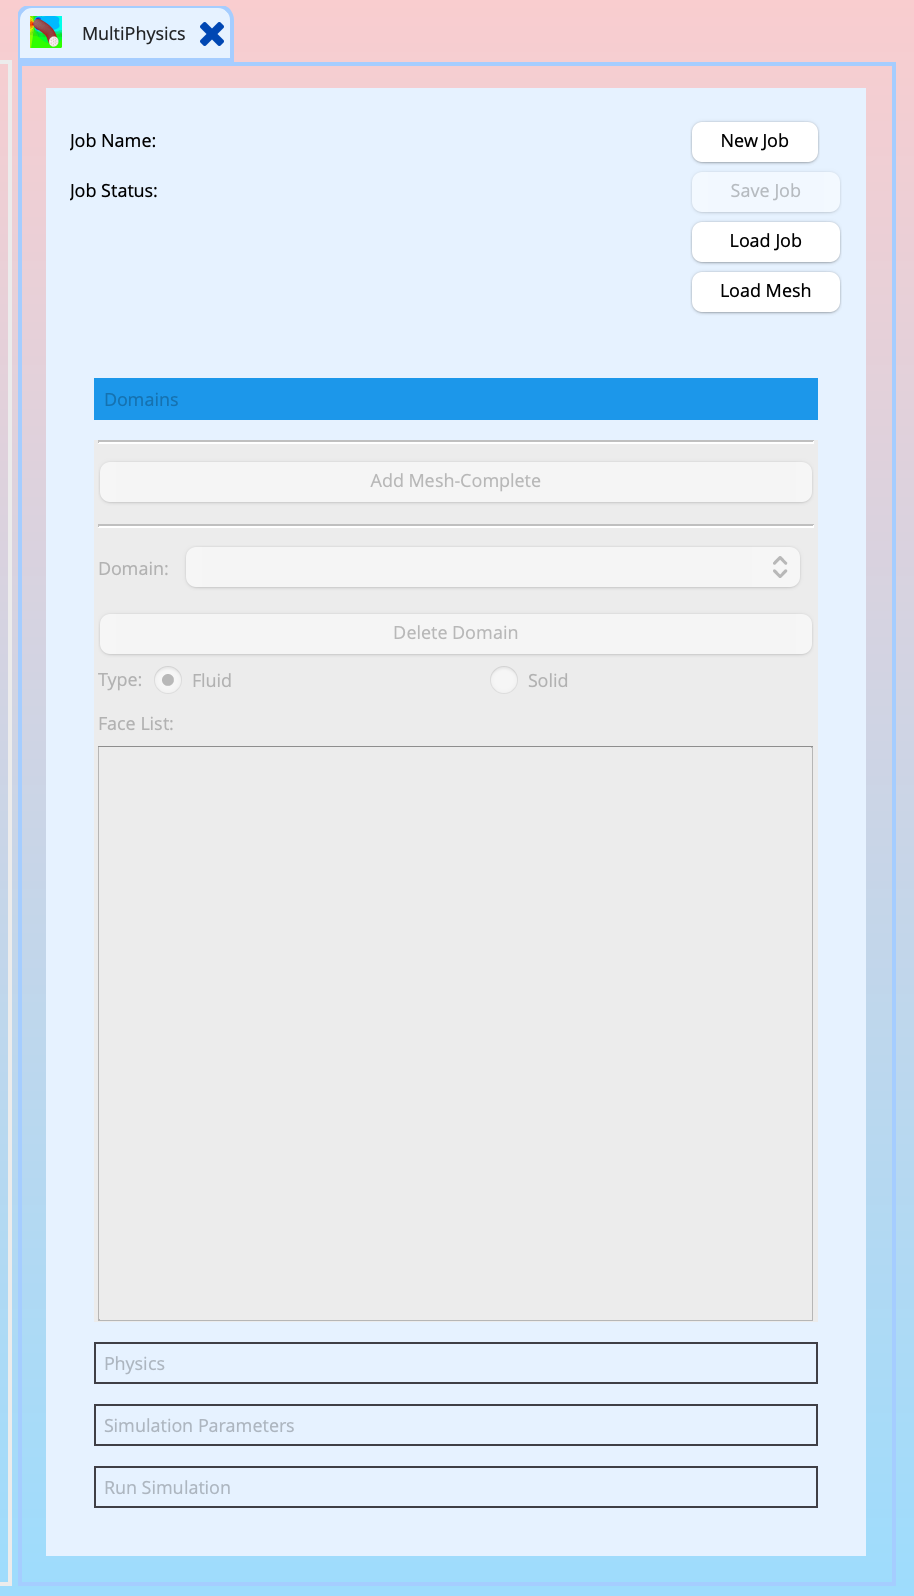 MultiPhysics
Job Name:
New Job
Job Status:
Save Job
Load Job
Load Mesh
Domains
Add Mesh-Complete
Domain:
Delete Domain
Type: Fluid Solid
Face List:
Physics
Simulation Parameters
Run Simulation